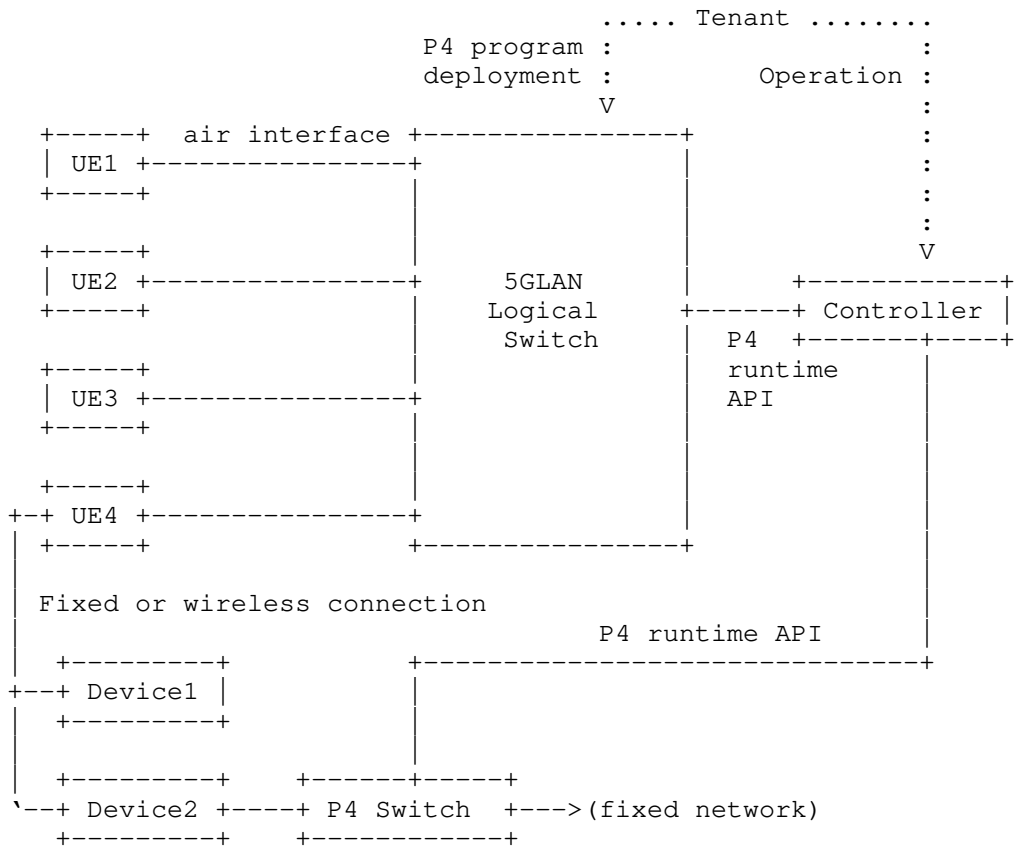 ..... Tenant ........
P4 program :                    :
deployment :         Operation :
V                    :
+-----+  air interface +----------------+              :
| UE1 +----------------+                |              :
+-----+                |                |              :
|                |              :
+-----+                |                |              V
| UE2 +----------------+     5GLAN      |      +------------+
+-----+                |    Logical     +------+ Controller |
|     Switch     |  P4  +-------+----+
+-----+                |                |  runtime     |
| UE3 +----------------+                |  API         |
+-----+                |                |              |
|                |              |
+-----+                |                |              |
+-+ UE4 +----------------+                |              |
| +-----+                +----------------+              |
|                                                        |
| Fixed or wireless connection                           |
|                                    P4 runtime API      |
|  +---------+           +-------------------------------+
+--+ Device1 |           |
|  +---------+           |
|                        |
|  +---------+    +------+-----+
`--+ Device2 +----+ P4 Switch  +--->(fixed network)
+---------+    +------------+